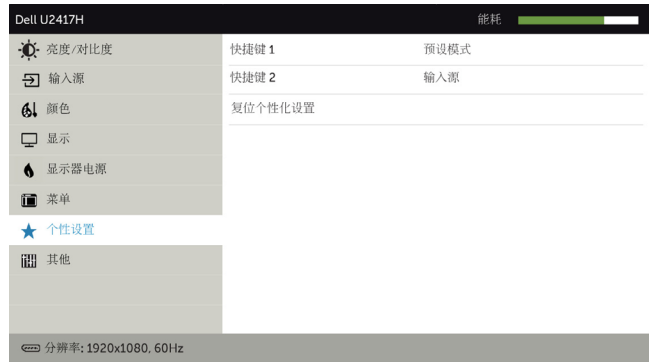 Dell U2417H 能耗
亮度/对比度
快捷键 1 预设模式
输入源
快捷键 2 输入源
颜色
复位个性化设置
显示
显示器电源
菜单
个性设置
其他
分辨率: 1920x1080, 60Hz